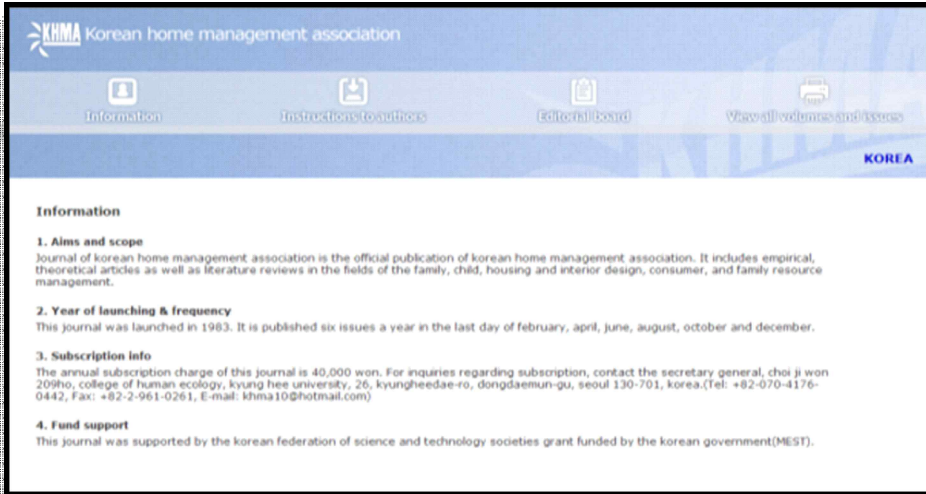 KHMA Korean home management association
Information
Instructions to authors
Editorial board
View all volumes and issues
KOREA
Information
1. Aims and scope
Journal of korean home management association is the official publication of korean home management association. It includes empirical,
theoretical articles as well as literature reviews in the fields of the family, child, housing and interior design, consumer, and family resource
management.
2. Year of launching & frequency
This journal was launched in 1983. It is published six issues a year in the last day of february, april, june, august, october and december.
3. Subscription info
The annual subscription charge of this journal is 40,000 won. For inquiries regarding subscription, contact the secretary general, choi ji won
209ho, college of human ecology, kyung hee university, 26, kyungheedae-ro, dongdaemun-gu, seoul 130-701, korea.(Tel: +82-070-4176-
0442, Fax: +82-2-961-0261, E-mail: khma10@hotmail.com)
4. Fund support
This journal was supported by the korean federation of science and technology societies grant funded by the korean government(MEST).